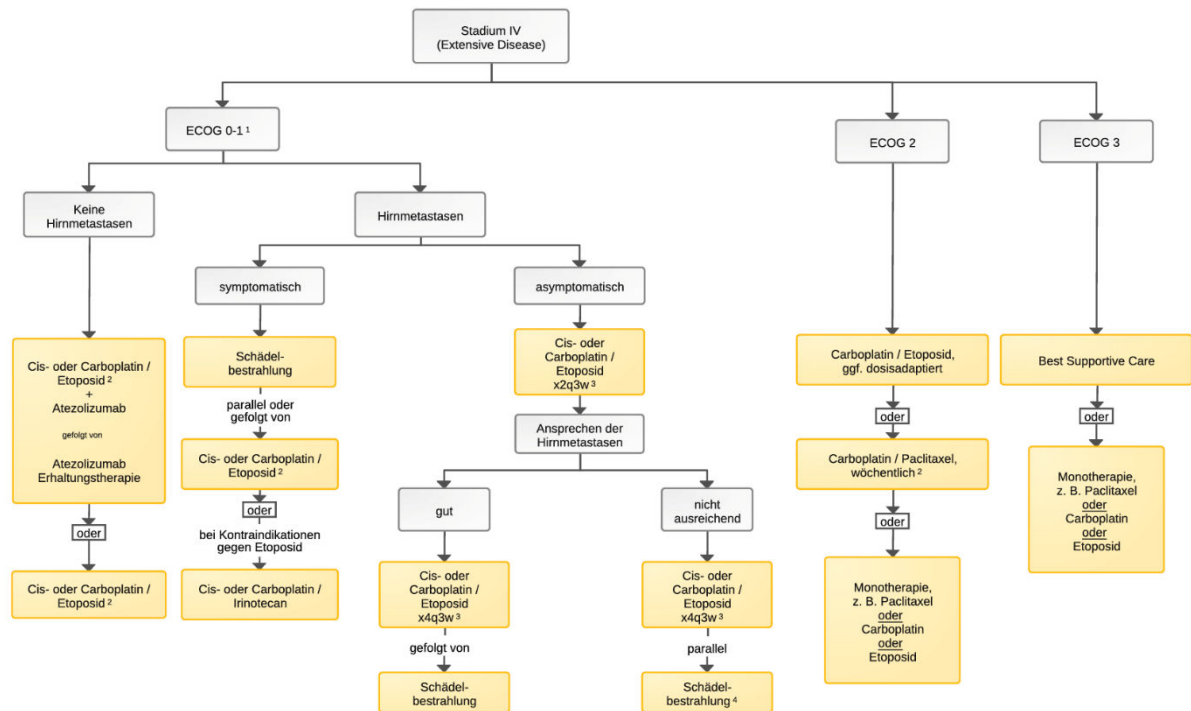 Stadium IV
(Extensive Disease)
ECOG 0-1 ¹
ECOG 2
ECOG 3
Keine
Hirnmetastasen
Hirnmetastasen
symptomatisch
asymptomatisch
Cis- oder Carboplatin /
Etoposid ²
+
Atezolizumab
gefolgt von
Atezolizumab
Erhaltungstherapie
oder
Cis- oder Carboplatin /
Etoposid ²
Schädel-
bestrahlung
parallel oder
gefolgt von
Cis- oder Carboplatin /
Etoposid ²
oder
bei Kontraindikationen
gegen Etoposid
Cis- oder Carboplatin /
Irinotecan
Cis- oder
Carboplatin /
Etoposid
x2q3w ³
Ansprechen der
Hirnmetastasen
gut
Cis- oder
Carboplatin /
Etoposid
x4q3w ³
gefolgt von
Schädel-
bestrahlung
nicht
ausreichend
Cis- oder
Carboplatin /
Etoposid
x4q3w ³
parallel
Schädel-
bestrahlung ⁴
Carboplatin / Etoposid,
ggf. dosisadaptiert
oder
Carboplatin / Paclitaxel,
wöchentlich ²
oder
Monotherapie,
z. B. Paclitaxel
oder
Carboplatin
oder
Etoposid
Best Supportive Care
oder
Monotherapie,
z. B. Paclitaxel
oder
Carboplatin
oder
Etoposid